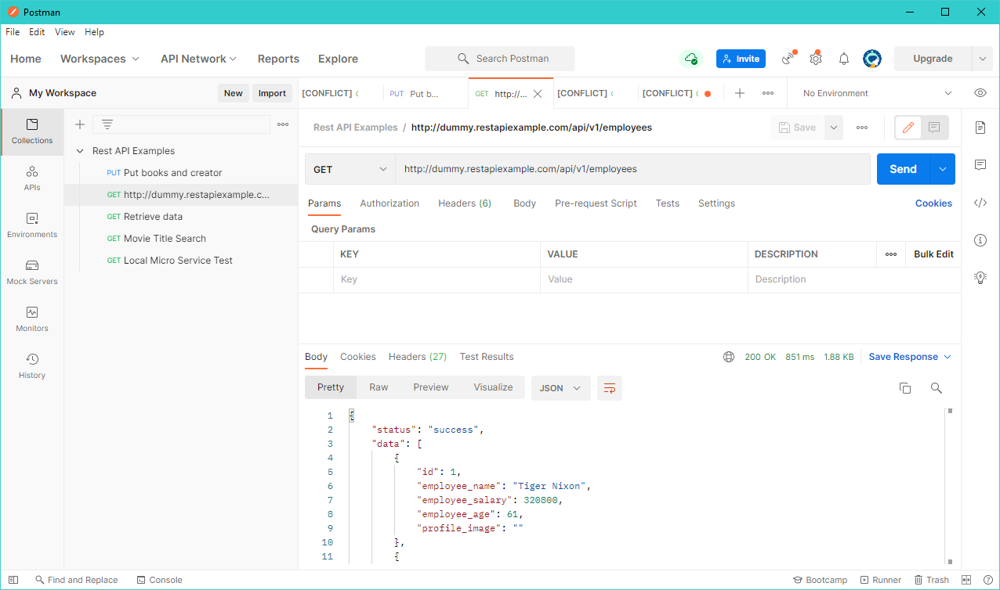 Postman
File Edit View Help
Home Workspaces API Network Reports Explore Search Postman Invite Upgrade
My Workspace New Import [CONFLICT] PUT Put b... GET http://... [CONFLICT] [CONFLICT] No Environment
Collections
APIs
Environments
Mock Servers
Monitors
History
Rest API Examples
PUT Put books and creator
GET http://dummy.restapiexample.c...
GET Retrieve data
GET Movie Title Search
GET Local Micro Service Test
Rest API Examples / http://dummy.restapiexample.com/api/v1/employees Save
GET http://dummy.restapiexample.com/api/v1/employees Send
Params Authorization Headers (6) Body Pre-request Script Tests Settings Cookies
Query Params
KEY VALUE DESCRIPTION Bulk Edit
Key Value Description
Body Cookies Headers (27) Test Results 200 OK 851 ms 1.88 KB Save Response
Pretty Raw Preview Visualize JSON
1 {
2 "status": "success",
3 "data": [
4 {
5 "id": 1,
6 "employee_name": "Tiger Nixon",
7 "employee_salary": 320800,
8 "employee_age": 61,
9 "profile_image": ""
10 },
11 {
Find and Replace Console Bootcamp Runner Trash